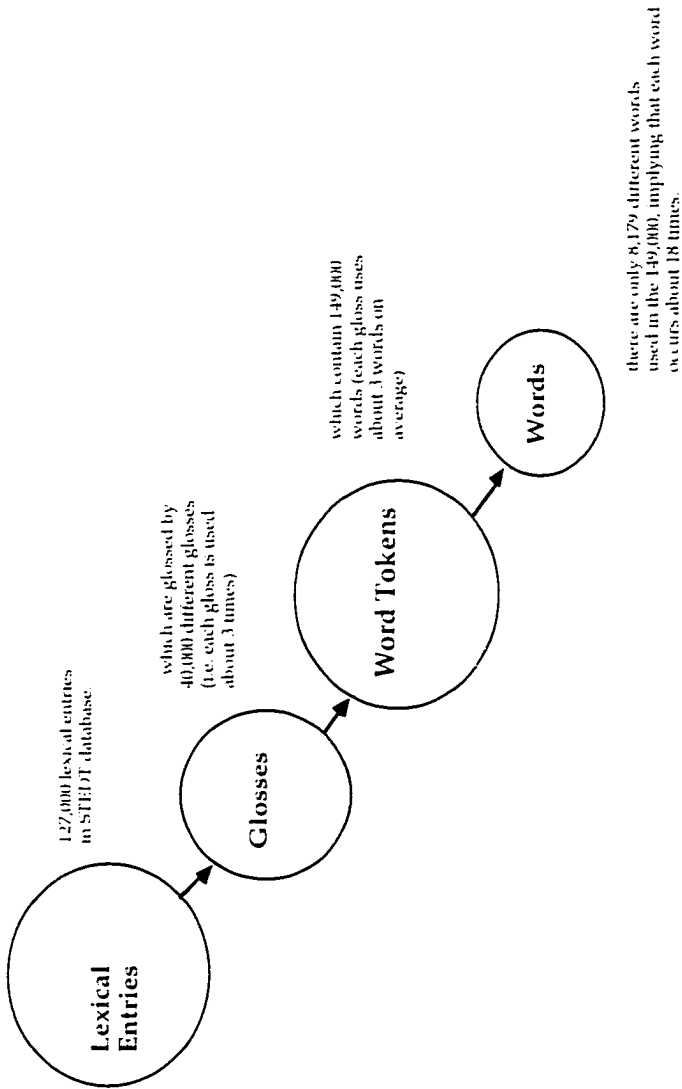 Lexical
Entries
127,000 lexical entries
in STEDT database.
Glosses
which are glossed by
40,000 different glosses
(i.e. each gloss is used
about 3 times)
Word Tokens
which contain 149,000
words (each gloss uses
about 3 words on
average)
Words
there are only 8,179 different words
used in the 149,000, implying that each word
occurs about 18 times.